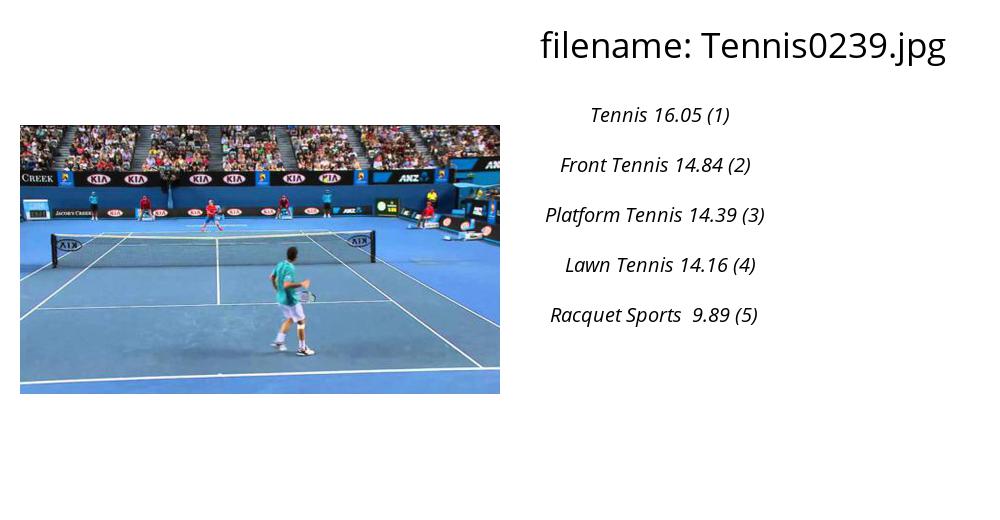 filename: Tennis0239.jpg
Tennis 16.05 (1)
Front Tennis 14.84 (2)
Platform Tennis 14.39 (3)
Lawn Tennis 14.16 (4)
Racquet Sports 9.89 (5)
CREEK KIA KIA KIA KIA KIA ANZ AN
JACOB'S CREEK KIA KIA KIA ANZ
KIA KIA